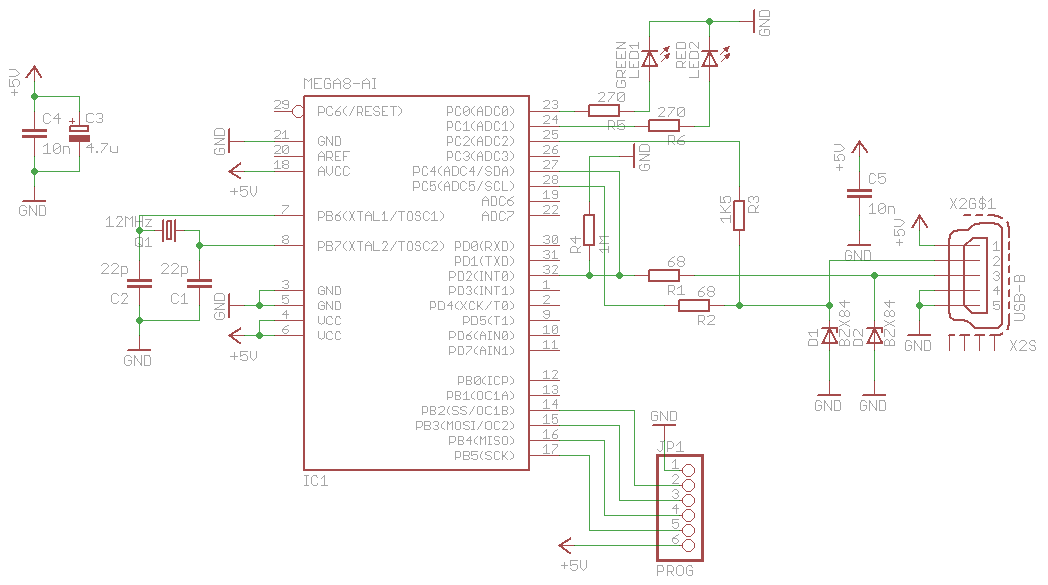 +5V
C4
10n
+
C3
4.7u
GND
MEGA8-AI
29 PC6(/RESET)
21 GND
20 AREF
18 AVCC
7 PB6(XTAL1/TOSC1)
8 PB7(XTAL2/TOSC2)
3 GND
5 GND
4 VCC
6 VCC
PC0(ADC0) 23
PC1(ADC1) 24
PC2(ADC2) 25
PC3(ADC3) 26
PC4(ADC4/SDA) 27
PC5(ADC5/SCL) 28
ADC6 19
ADC7 22
PD0(RXD) 30
PD1(TXD) 31
PD2(INT0) 32
PD3(INT1) 1
PD4(XCK/T0) 2
PD5(T1) 9
PD6(AIN0) 10
PD7(AIN1) 11
PB0(ICP) 12
PB1(OC1A) 13
PB2(SS/OC1B) 14
PB3(MOSI/OC2) 15
PB4(MISO) 16
PB5(SCK) 17
IC1
GND
+5V
12MHz
Q1
22p
C2
22p
C1
GND
GND
+5V
GREEN
LED1
RED
LED2
GND
270
R5
270
R6
GND
R4
1M
1K5
R3
68
R1
68
R2
+5V
C5
10n
GND
+5V
X2G$1
1
2
3
4
5
USB-B
GND
X2S
D1
BZX84
D2
BZX84
GND
GND
GND
JP1
1
2
3
4
5
6
PROG
+5V